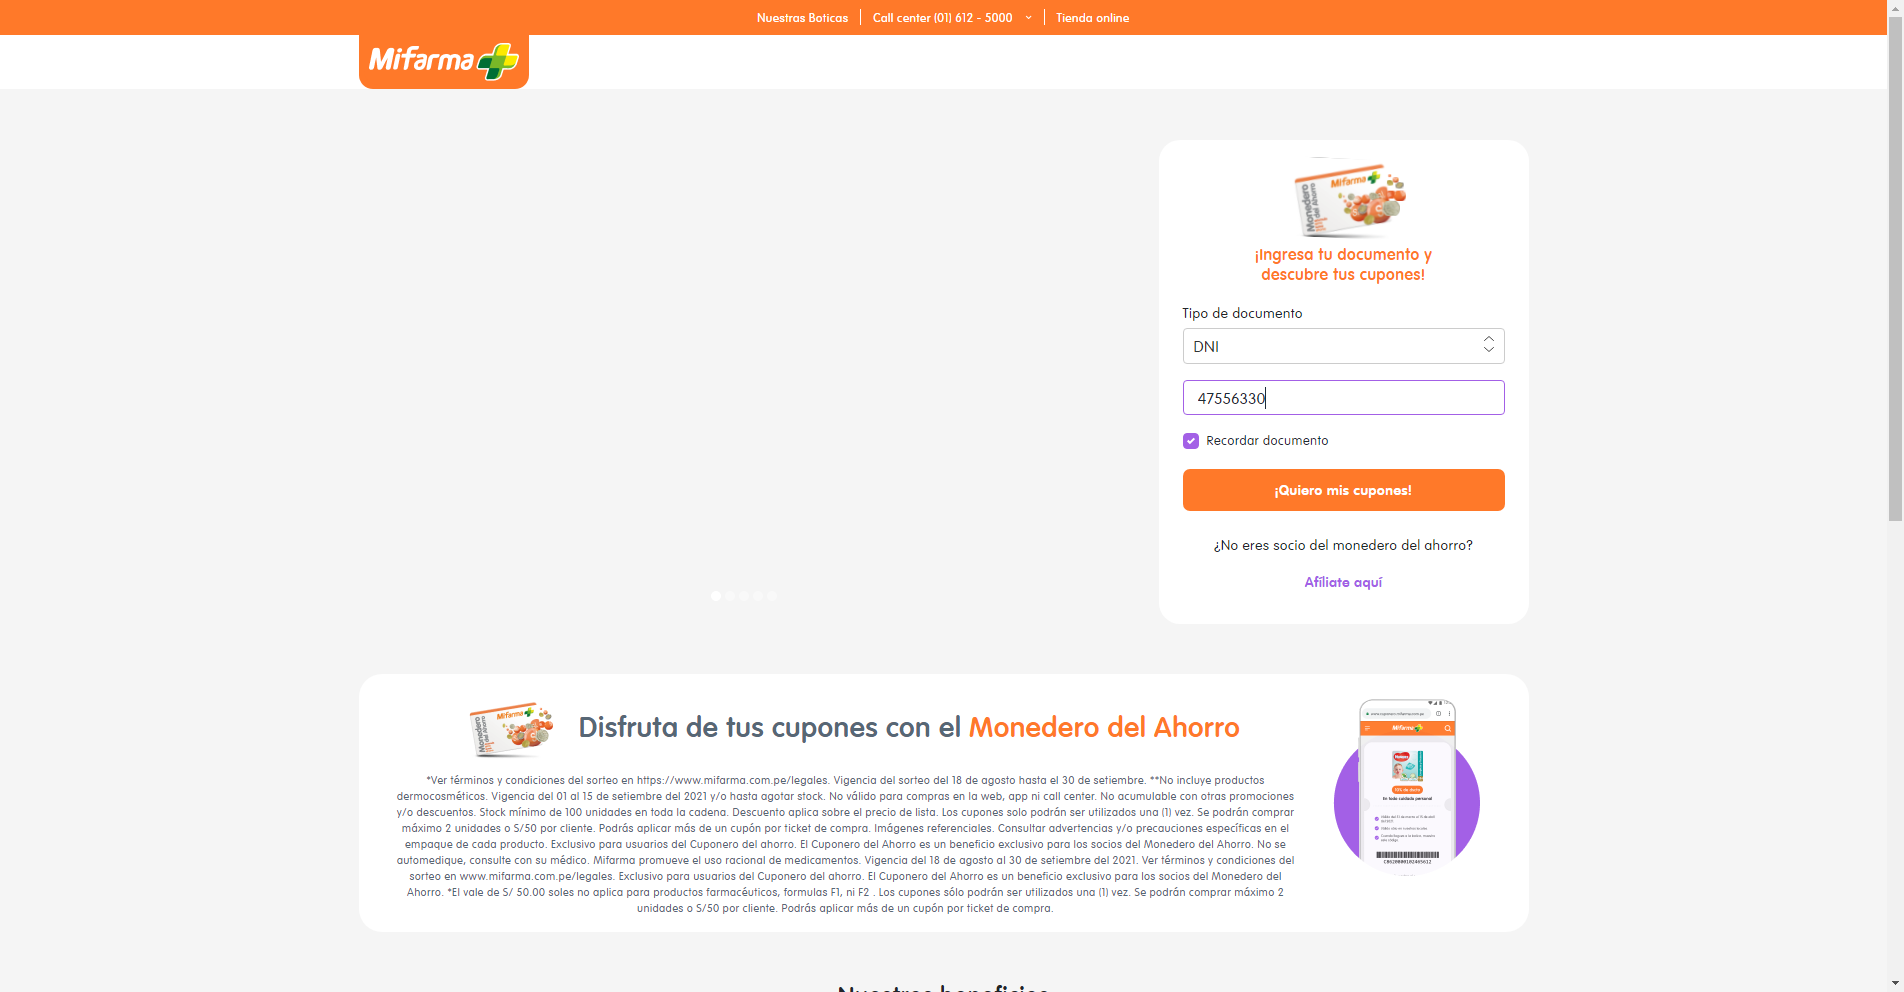 Nuestras Boticas
Call center (01) 612 - 5000
Tienda online
Mifarma
Mifarma
Monedero
del Ahorro
¡Ingresa tu documento y
descubre tus cupones!
Tipo de documento
DNI
47556330
Recordar documento
¡Quiero mis cupones!
¿No eres socio del monedero del ahorro?
Afíliate aquí
Mifarma
Monedero
del Ahorro
Disfruta de tus cupones con el Monedero del Ahorro
*Ver términos y condiciones del sorteo en https://www.mifarma.com.pe/legales. Vigencia del sorteo del 18 de agosto hasta el 30 de setiembre. **No incluye productos
dermocosméticos. Vigencia del 01 al 15 de setiembre del 2021 y/o hasta agotar stock. No válido para compras en la web, app ni call center. No acumulable con otras promociones
y/o descuentos. Stock mínimo de 100 unidades en toda la cadena. Descuento aplica sobre el precio de lista. Los cupones solo podrán ser utilizados una (1) vez. Se podrán comprar
máximo 2 unidades o S/50 por cliente. Podrás aplicar más de un cupón por ticket de compra. Imágenes referenciales. Consultar advertencias y/o precauciones específicas en el
empaque de cada producto. Exclusivo para usuarios del Cuponero del ahorro. El Cuponero del Ahorro es un beneficio exclusivo para los socios del Monedero del Ahorro. No se
automedique, consulte con su médico. Mifarma promueve el uso racional de medicamentos. Vigencia del 18 de agosto al 30 de setiembre del 2021. Ver términos y condiciones del
sorteo en www.mifarma.com.pe/legales. Exclusivo para usuarios del Cuponero del ahorro. El Cuponero del Ahorro es un beneficio exclusivo para los socios del Monedero del
Ahorro. *El vale de S/ 50.00 soles no aplica para productos farmacéuticos, formulas F1, ni F2 . Los cupones sólo podrán ser utilizados una (1) vez. Se podrán comprar máximo 2
unidades o S/50 por cliente. Podrás aplicar más de un cupón por ticket de compra.
Mifarma
En todo cuidado personal
Nuestros beneficios